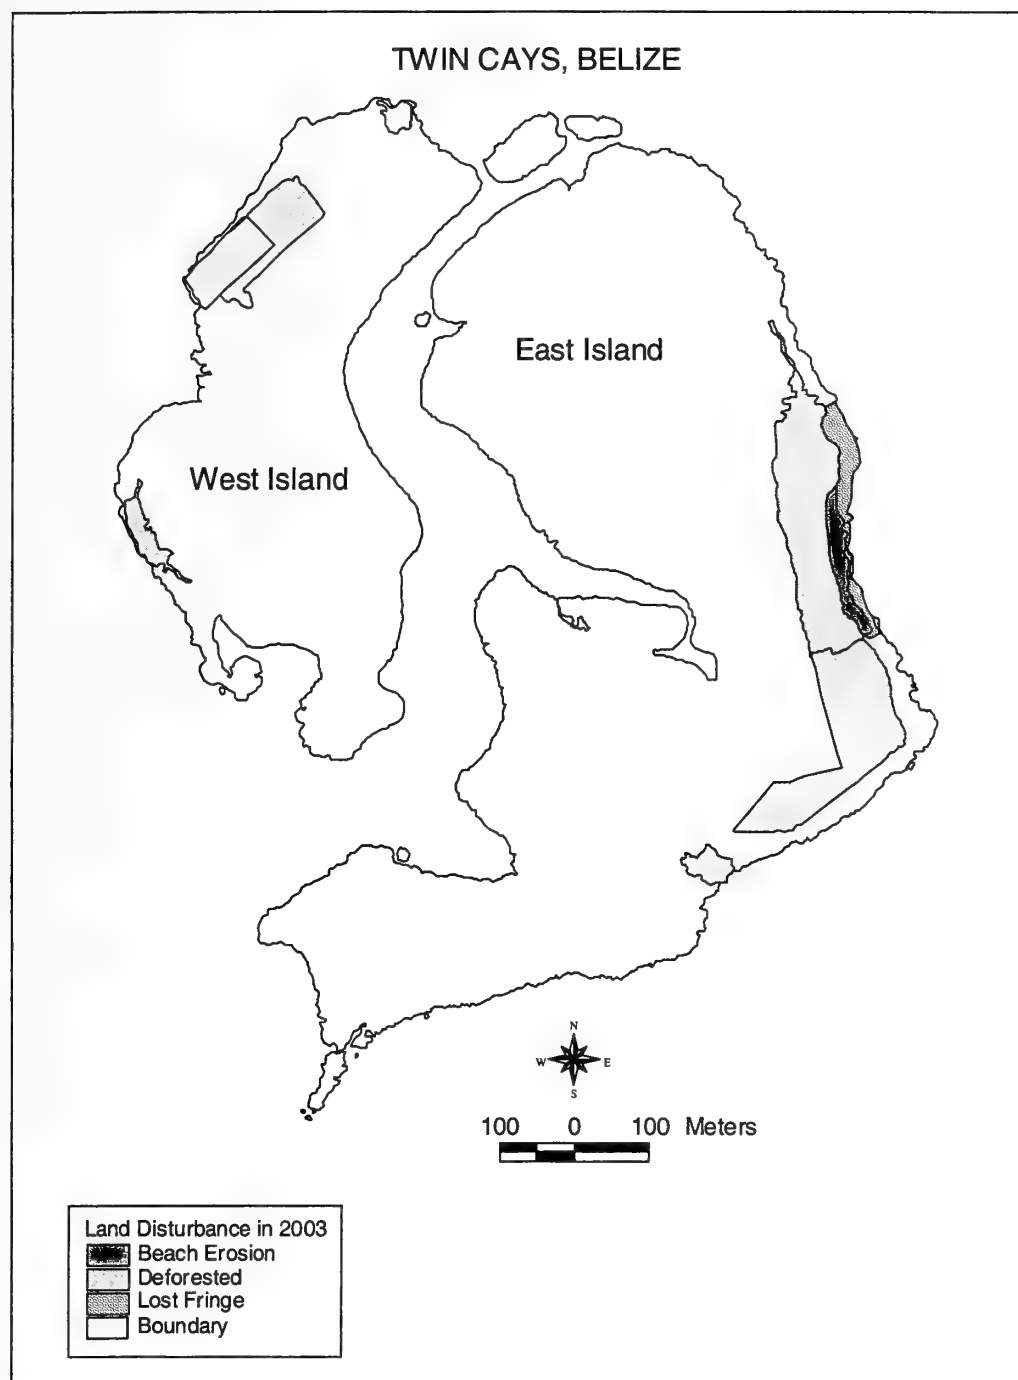 TWIN CAYS, BELIZE
East Island
West Island
N
W E
S
100 0 100 Meters
Land Disturbance in 2003
Beach Erosion
Deforested
Lost Fringe
Boundary